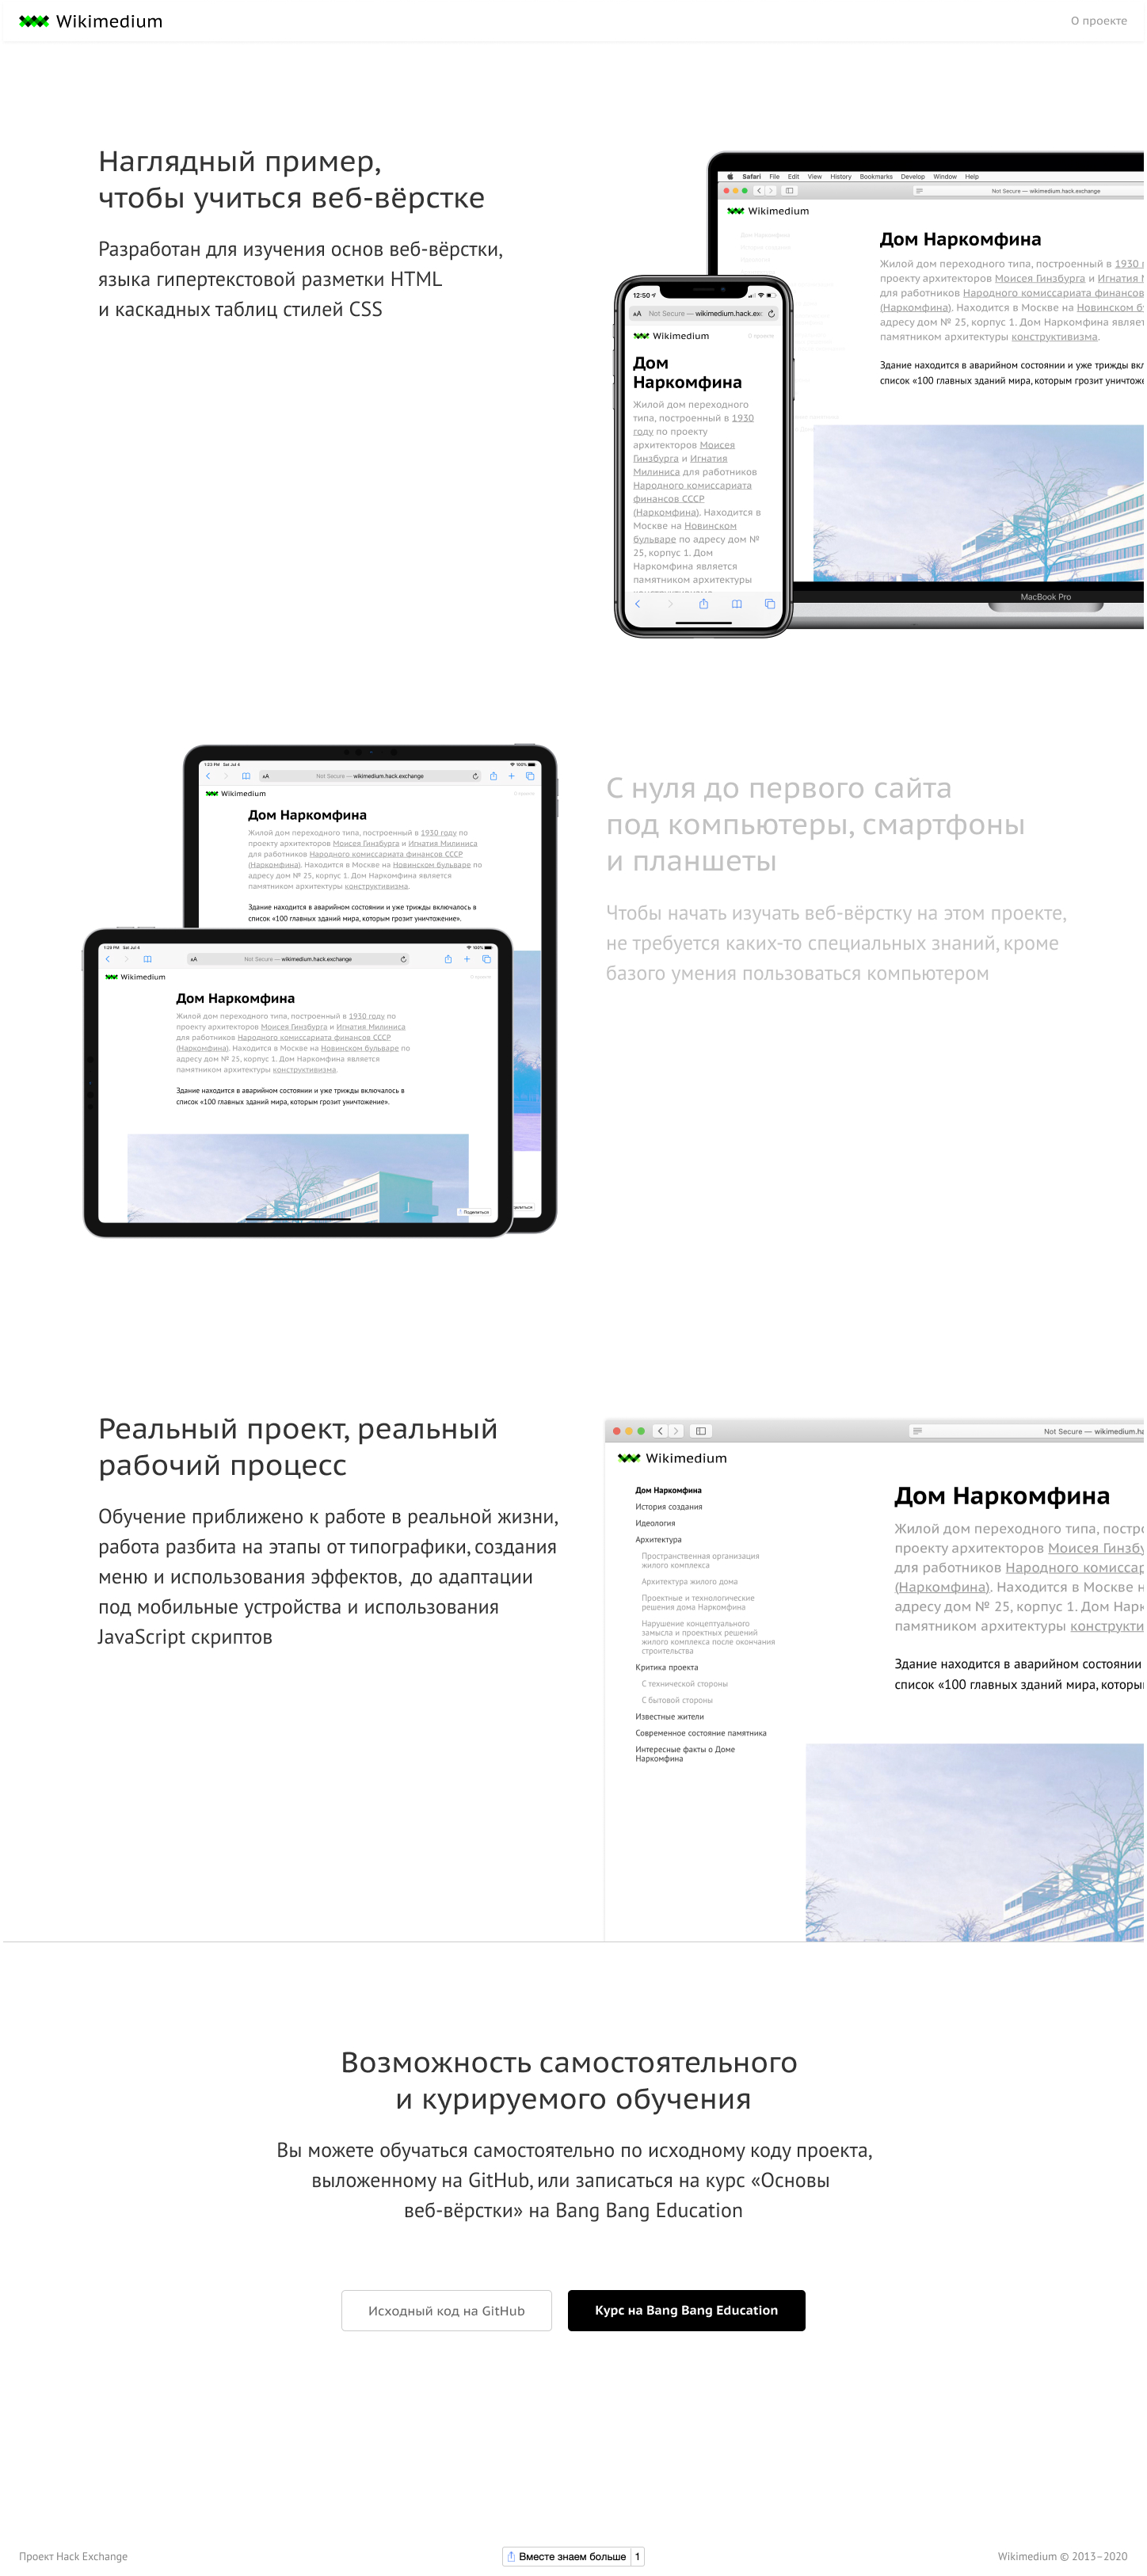 Wikimedium
О проекте
Наглядный пример,
чтобы учиться веб-вёрстке
Разработан для изучения основ веб-вёрстки,
языка гипертекстовой разметки HTML
и каскадных таблиц стилей CSS
Safari File Edit View History Bookmarks Develop Window Help
Not Secure — wikimedium.hack.exchange
Wikimedium
Дом Наркомфина
Жилой дом переходного типа, построенный в 1930
проекту архитекторов Моисея Гинзбурга и Игнатия
для работников Народного комиссариата финансов
(Наркомфина). Находится в Москве на Новинском
адресу дом № 25, корпус 1. Дом Наркомфина является
памятником архитектуры конструктивизма.
Здание находится в аварийном состоянии и уже трижды
список «100 главных зданий мира, которым грозит
MacBook Pro
12:50
AA Not Secure — wikimedium.hack.ex
Wikimedium
О проекте
Дом
Наркомфина
Жилой дом переходного
типа, построенный в 1930
году по проекту
архитекторов Моисея
Гинзбурга и Игнатия
Милиниса для работников
Народного комиссариата
финансов СССР
(Наркомфина). Находится в
Москве на Новинском
бульваре по адресу дом №
25, корпус 1. Дом
Наркомфина является
памятником архитектуры
1:23 PM Sat Jul 4
100%
AA Not Secure — wikimedium.hack.exchange
Wikimedium
Дом Наркомфина
Жилой дом переходного типа, построенный в 1930 году по
проекту архитекторов Моисея Гинзбурга и Игнатия Милиниса
для работников Народного комиссариата финансов СССР
(Наркомфина). Находится в Москве на Новинском бульваре по
адресу дом № 25, корпус 1. Дом Наркомфина является
памятником архитектуры конструктивизма.
Здание находится в аварийном состоянии и уже трижды включалось в
список «100 главных зданий мира, которым грозит уничтожение».
Sat Jul 4
100%
AA Not Secure — wikimedium.hack.exchange
Wikimedium
Дом Наркомфина
Жилой дом переходного типа, построенный в 1930 году по
проекту архитекторов Моисея Гинзбурга и Игнатия Милиниса
для работников Народного комиссариата финансов СССР
(Наркомфина). Находится в Москве на Новинском бульваре по
адресу дом № 25, корпус 1. Дом Наркомфина является
памятником архитектуры конструктивизма.
Здание находится в аварийном состоянии и уже трижды включалось в
список «100 главных зданий мира, которым грозит уничтожение».
Поделиться
С нуля до первого сайта
под компьютеры, смартфоны
и планшеты
Чтобы начать изучать веб-вёрстку на этом проекте,
не требуется каких-то специальных знаний, кроме
базого умения пользоваться компьютером
Реальный проект, реальный
рабочий процесс
Обучение приближено к работе в реальной жизни,
работа разбита на этапы от типографики, создания
меню и использования эффектов, до адаптации
под мобильные устройства и использования
JavaScript скриптов
Not Secure — wikimedium.ha
Wikimedium
Дом Наркомфина
История создания
Идеология
Архитектура
Пространственная организация
жилого комплекса
Архитектура жилого дома
Проектные и технологические
решения дома Наркомфина
Нарушение концептуального
замысла и проектных решений
жилого комплекса после окончания
строительства
Критика проекта
С технической стороны
С бытовой стороны
Известные жители
Современное состояние памятника
Интересные факты о Доме
Наркомфина
Дом Наркомфина
Жилой дом переходного типа, постро
проекту архитекторов Моисея Гинзбу
для работников Народного комиссар
(Наркомфина). Находится в Москве н
адресу дом № 25, корпус 1. Дом Нарк
памятником архитектуры конструкти
Здание находится в аварийном состоянии
список «100 главных зданий мира, которы
Возможность самостоятельного
и курируемого обучения
Вы можете обучаться самостоятельно по исходному коду проекта,
выложенному на GitHub, или записаться на курс «Основы
веб-вёрстки» на Bang Bang Education
Исходный код на GitHub
Курс на Bang Bang Education
Проект Hack Exchange
Вместе знаем больше 1
Wikimedium © 2013–2020